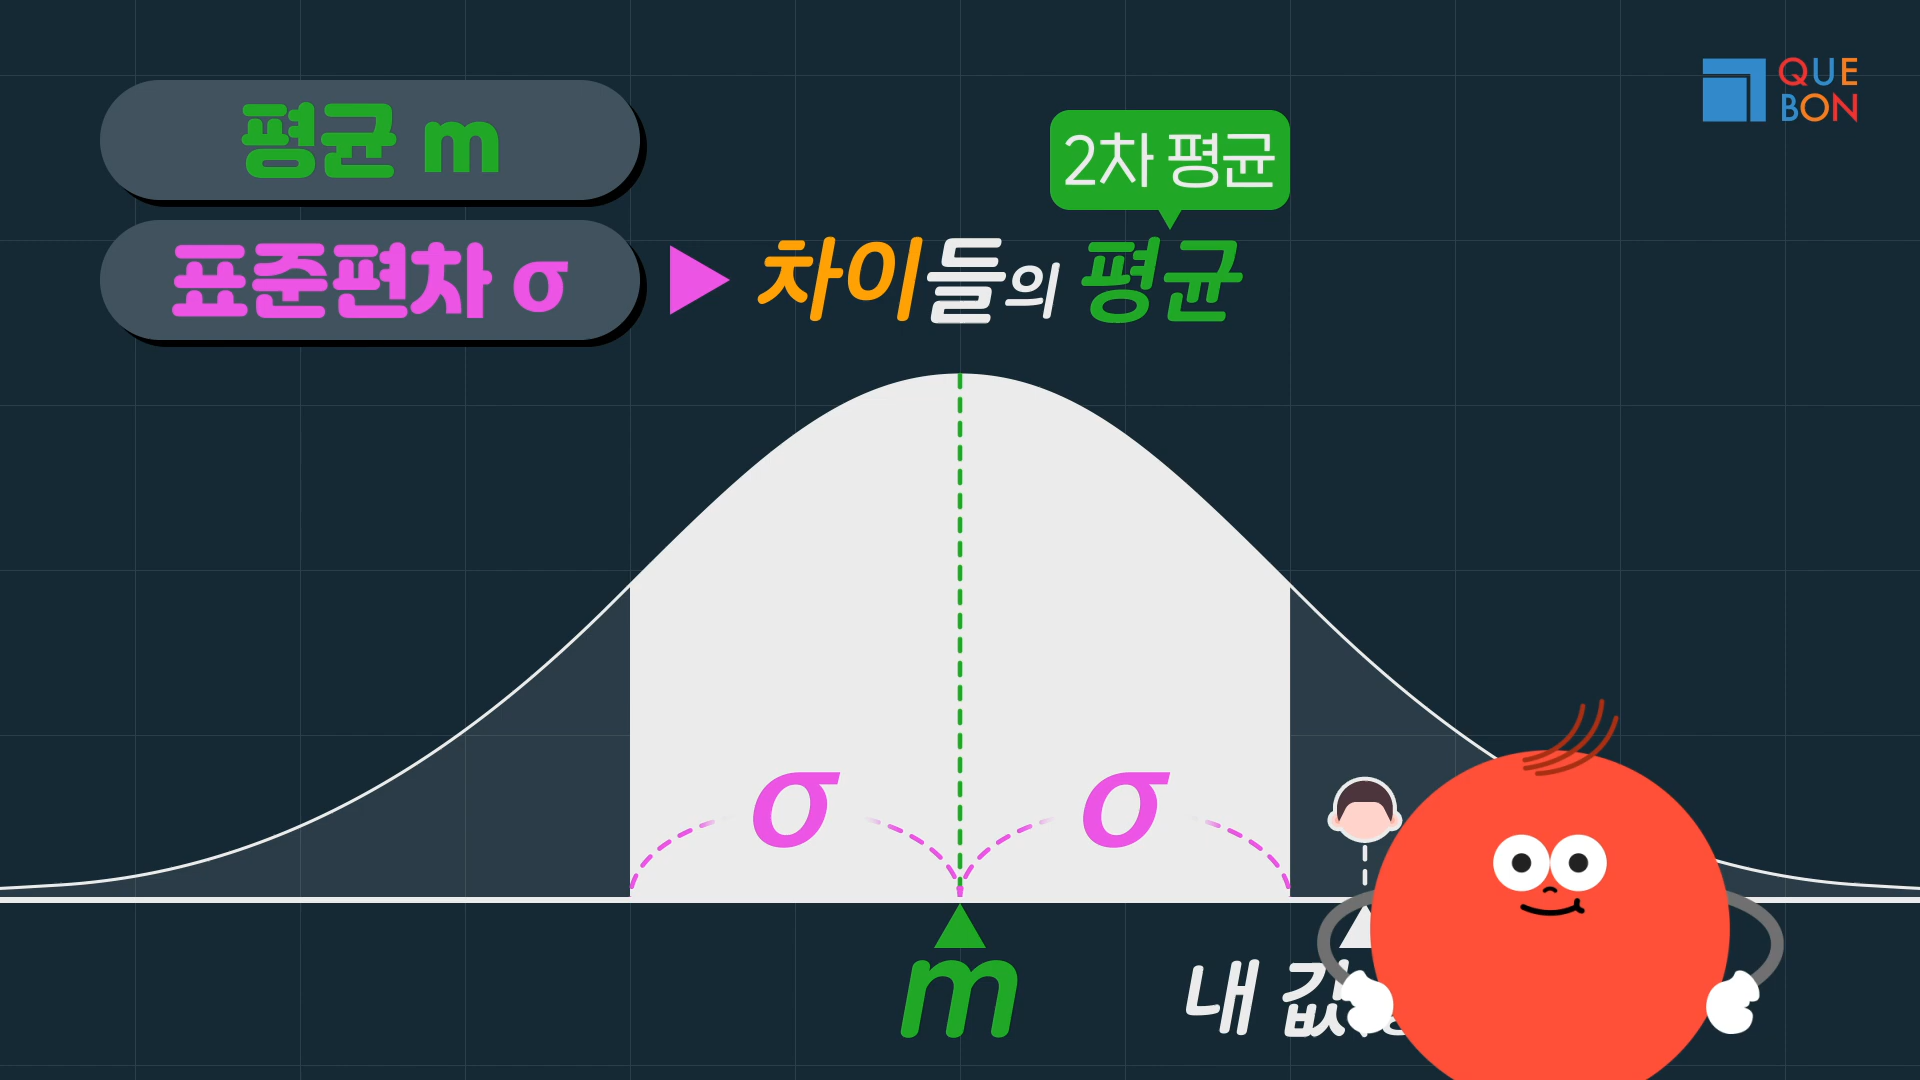 QUE
BON
평균 m
2차 평균
표준편차 σ
차이들의 평균
σ σ
m
내